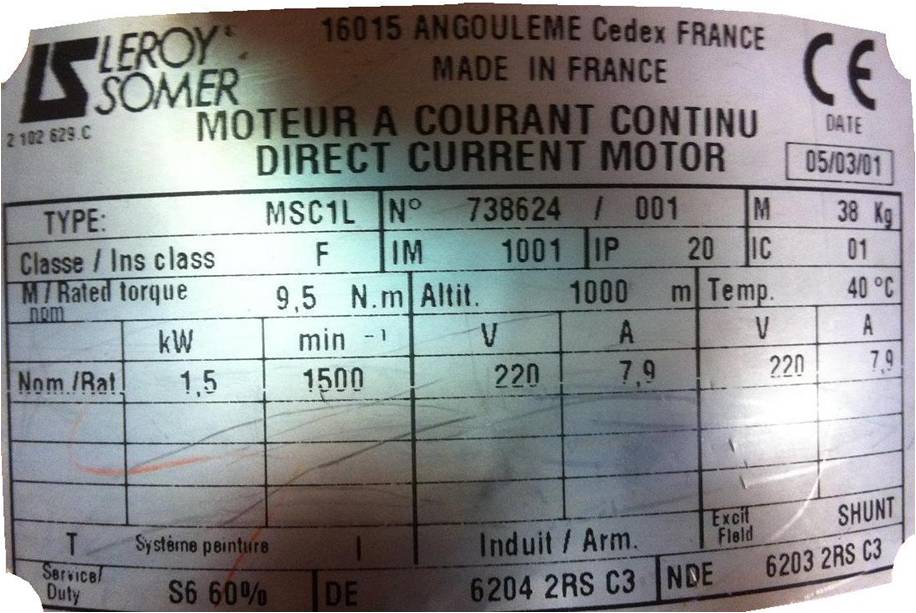 LEROY SOMER
16015 ANGOULEME Cedex FRANCE
MADE IN FRANCE
CE
2 102 629.C
MOTEUR A COURANT CONTINU
DIRECT CURRENT MOTOR
DATE
05/03/01
TYPE: MSC1L N° 738624 / 001 M 38 Kg
Classe / Ins class F IM 1001 IP 20 IC 01
M / Rated torque 9,5 N.m Altit. 1000 m Temp. 40 °C
nom
kW min -1 V A V A
Nom./Rat. 1,5 1500 220 7,9 220 7,9
T Système peinture I Induit / Arm. Excit Field SHUNT
Service/ Duty S6 60% DE 6204 2RS C3 NDE 6203 2RS C3